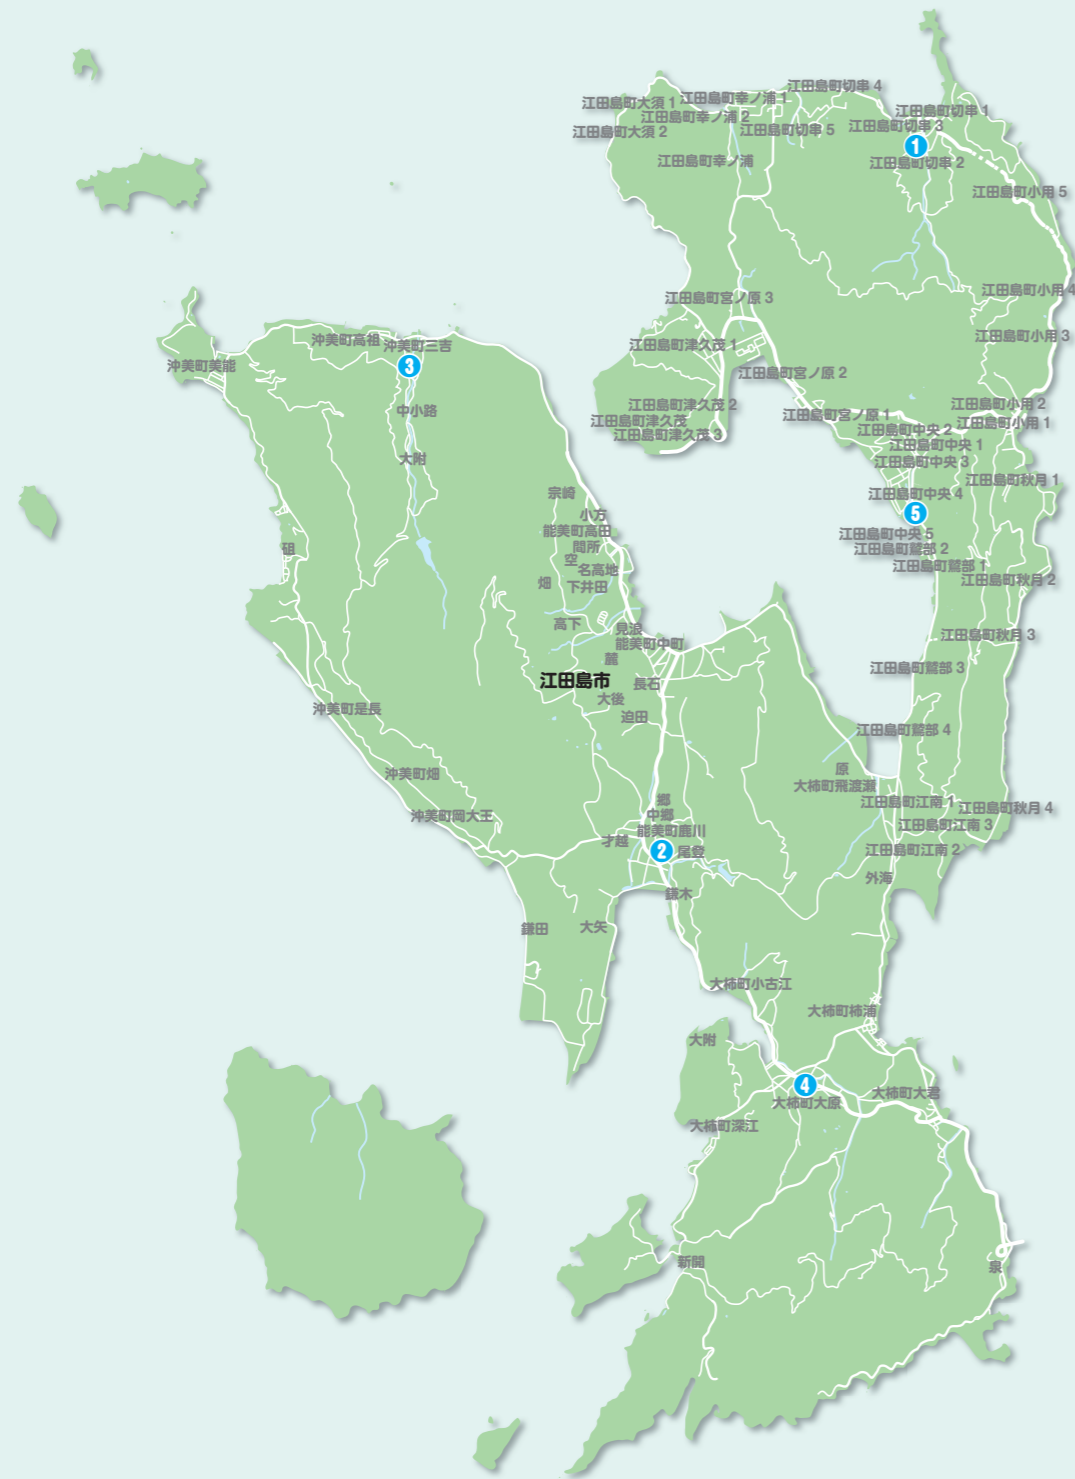 江田島町切串 4
江田島町大須 1
江田島町幸ノ浦 1
江田島町切串 1
江田島町幸ノ浦 2
江田島町切串 3
江田島町大須 2
江田島町切串 5
1
江田島町幸ノ浦
江田島町切串 2
江田島町小用 5
江田島町小用 4
江田島町宮ノ原 3
江田島町小用 3
沖美町高祖
沖美町三吉
江田島町津久茂 1
沖美町美能
3
江田島町宮ノ原 2
江田島町津久茂 2
江田島町小用 2
中小路
江田島町宮ノ原 1
江田島町津久茂
江田島町小用 1
江田島町中央 2
江田島町津久茂 3
江田島町中央 1
大附
江田島町中央 3
江田島町秋月 1
宗崎
江田島町中央 4
小方
5
能美町高田
江田島町中央 5
間所
砠
江田島町鷲部 2
空
名高地
江田島町鷲部 1
畑
下井田
江田島町秋月 2
高下
見浪
江田島町秋月 3
能美町中町
麓
江田島町鷲部 3
江田島市
長石
大後
沖美町是長
迫田
江田島町鷲部 4
沖美町畑
原
大柿町飛渡瀬
郷
江田島町江南 1
江田島町秋月 4
沖美町岡大王
中郷
江田島町江南 3
能美町鹿川
才越
2
尾登
江田島町江南 2
外海
鎌木
鎌田
大矢
大柿町小古江
大柿町柿浦
大附
4
大柿町大君
大柿町大原
大柿町深江
新開
泉